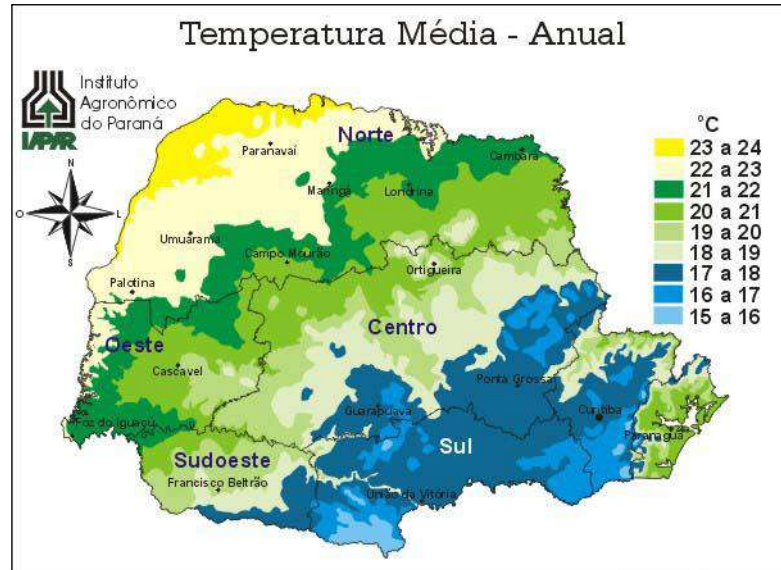 Temperatura Média - Anual
Instituto
Agronômico
do Paraná
IAPAR
N
O
L
S
°C
23 a 24
22 a 23
21 a 22
20 a 21
19 a 20
18 a 19
17 a 18
16 a 17
15 a 16
Norte
Paranavaí
Cambará
Maringá
Londrina
Umuarama
Campo Mourão
Ortigueira
Palotina
Centro
Oeste
Cascavel
Ponta Grossa
Guarapuava
Curitiba
Foz do Iguaçú
Paranaguá
Sudoeste
Sul
Francisco Beltrão
União da Vitória